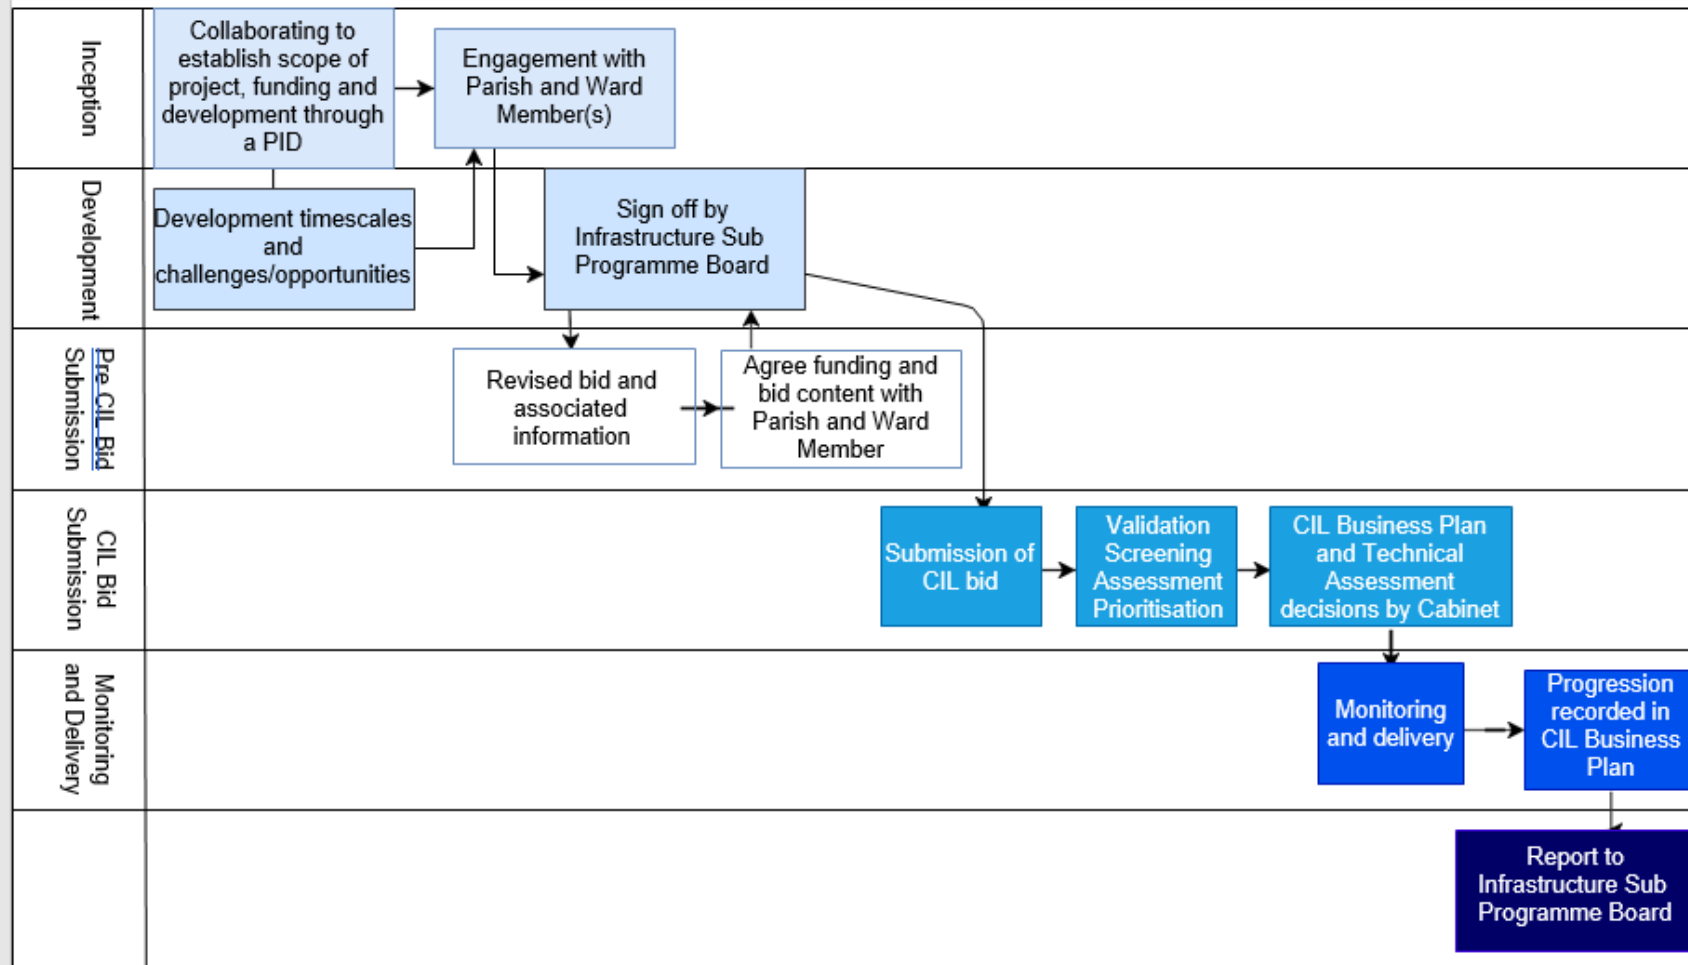 Inception
Collaborating to
establish scope of
project, funding and
development through
a PID
Engagement with
Parish and Ward
Member(s)
Development
Development timescales
and
challenges/opportunities
Sign off by
Infrastructure Sub
Programme Board
Pre CIL Bid
Submission
Revised bid and
associated
information
Agree funding and
bid content with
Parish and Ward
Member
CIL Bid
Submission
Submission of
CIL bid
Validation
Screening
Assessment
Prioritisation
CIL Business Plan
and Technical
Assessment
decisions by Cabinet
Monitoring
and Delivery
Monitoring
and delivery
Progression
recorded in
CIL Business
Plan
Report to
Infrastructure Sub
Programme Board